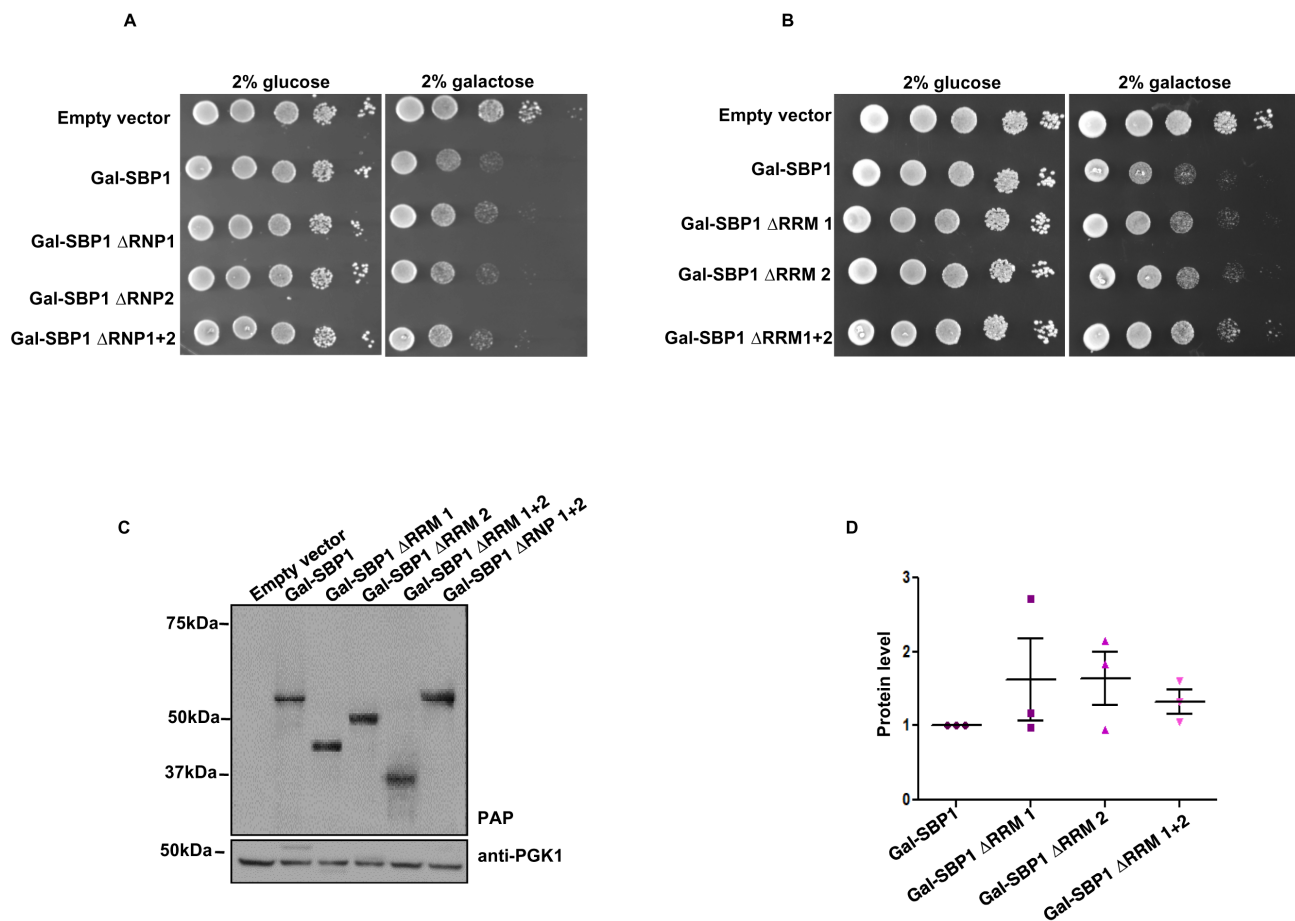 A
2% glucose
2% galactose
Empty vector
Gal-SBP1
Gal-SBP1 ΔRNP1
Gal-SBP1 ΔRNP2
Gal-SBP1 ΔRNP1+2
B
2% glucose
2% galactose
Empty vector
Gal-SBP1
Gal-SBP1 ΔRRM 1
Gal-SBP1 ΔRRM 2
Gal-SBP1 ΔRRM1+2
C
Empty vector
Gal-SBP1
Gal-SBP1 ΔRRM 1
Gal-SBP1 ΔRRM 2
Gal-SBP1 ΔRRM 1+2
Gal-SBP1 ΔRNP 1+2
75kDa
50kDa
37kDa
PAP
50kDa
anti-PGK1
D
Protein level
3
2
1
0
Gal-SBP1
Gal-SBP1 ΔRRM 1
Gal-SBP1 ΔRRM 2
Gal-SBP1 ΔRRM 1+2